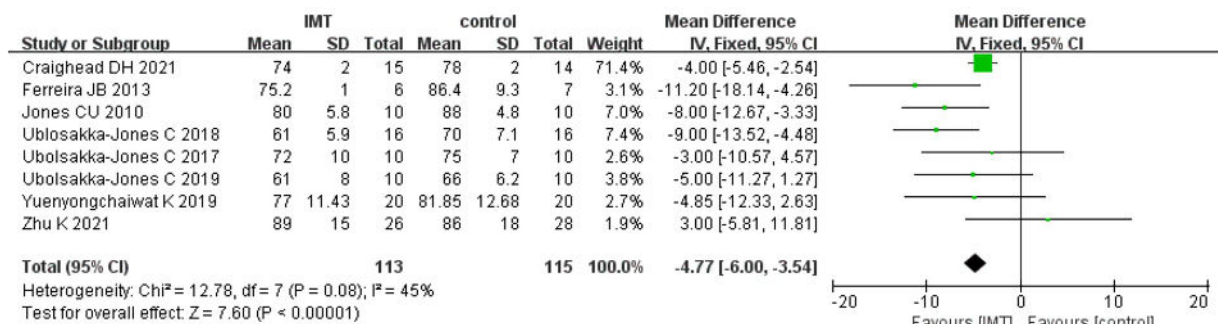 IMT control Mean Difference Mean Difference
Study or Subgroup Mean SD Total Mean SD Total Weight IV, Fixed, 95% CI IV, Fixed, 95% CI
Craighead DH 2021 74 2 15 78 2 14 71.4% -4.00 [-5.46, -2.54]
Ferreira JB 2013 75.2 1 6 86.4 9.3 7 3.1% -11.20 [-18.14, -4.26]
Jones CU 2010 80 5.8 10 88 4.8 10 7.0% -8.00 [-12.67, -3.33]
Ublosakka-Jones C 2018 61 5.9 16 70 7.1 16 7.4% -9.00 [-13.52, -4.48]
Ubolsakka-Jones C 2017 72 10 10 75 7 10 2.6% -3.00 [-10.57, 4.57]
Ubolsakka-Jones C 2019 61 8 10 66 6.2 10 3.8% -5.00 [-11.27, 1.27]
Yuenyongchaiwat K 2019 77 11.43 20 81.85 12.68 20 2.6% -4.85 [-12.33, 2.63]
Zhu K 2021 89 15 26 86 18 28 1.9% 3.00 [-5.81, 11.81]
Total (95% CI) 113 115 100.0% -4.77 [-6.00, -3.54]
Heterogeneity: Chi² = 12.78, df = 7 (P = 0.08); I² = 45%
Test for overall effect: Z = 7.60 (P < 0.00001)
-20 -10 0 10 20
Favours [IMT] Favours [control]